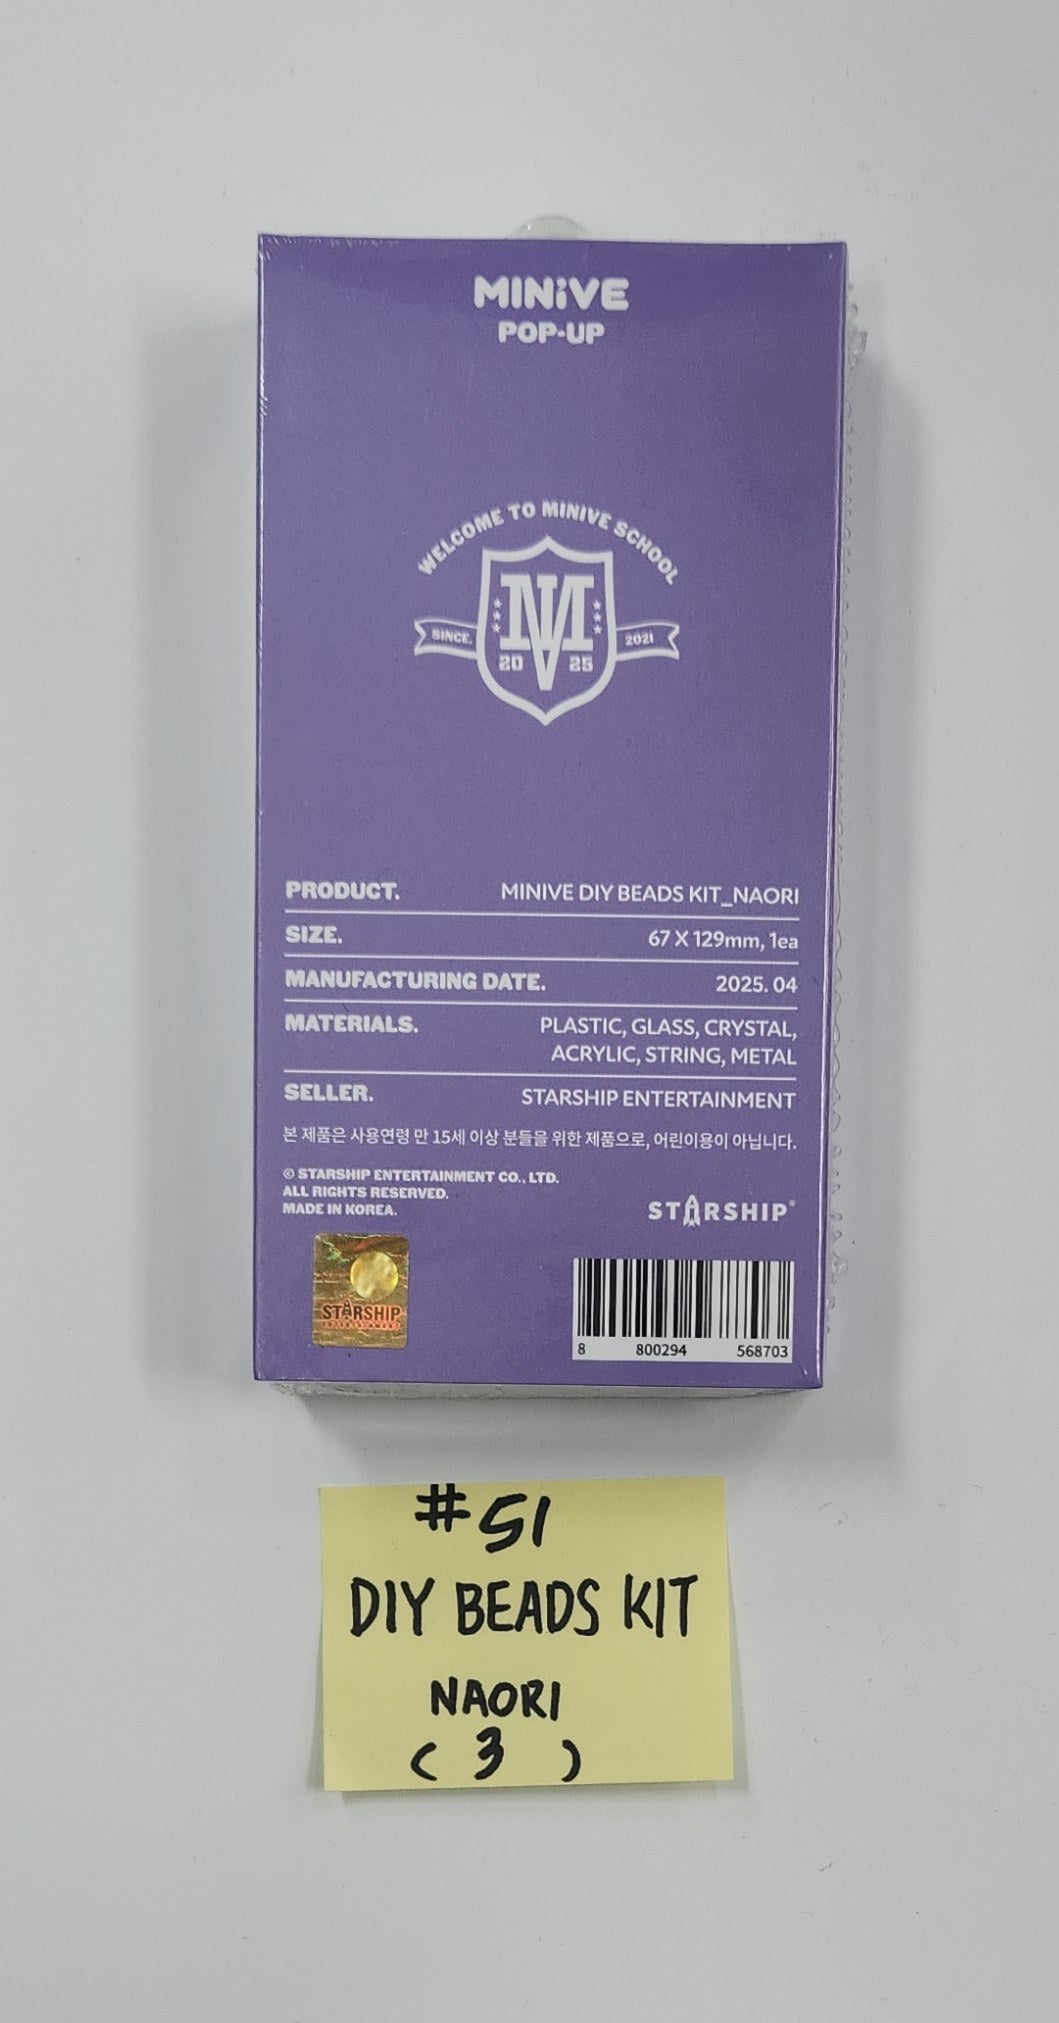 MINiVE
POP-UP
WELCOME TO MINIVE SCHOOL
SINCE. 2021
MV
20 25
PRODUCT. MINIVE DIY BEADS KIT_NAORI
SIZE. 67 X 129mm, 1ea
MANUFACTURING DATE. 2025. 04
MATERIALS. PLASTIC, GLASS, CRYSTAL,
ACRYLIC, STRING, METAL
SELLER. STARSHIP ENTERTAINMENT
본 제품은 사용연령 만 15세 이상 분들을 위한 제품으로, 어린이용이 아닙니다.
© STARSHIP ENTERTAINMENT CO., LTD.
ALL RIGHTS RESERVED.
MADE IN KOREA.
STARSHIP®
STARSHIP
ENTERTAINMENT
8 800294 568703
#51
DIY BEADS KIT
NAORI
( 3 )